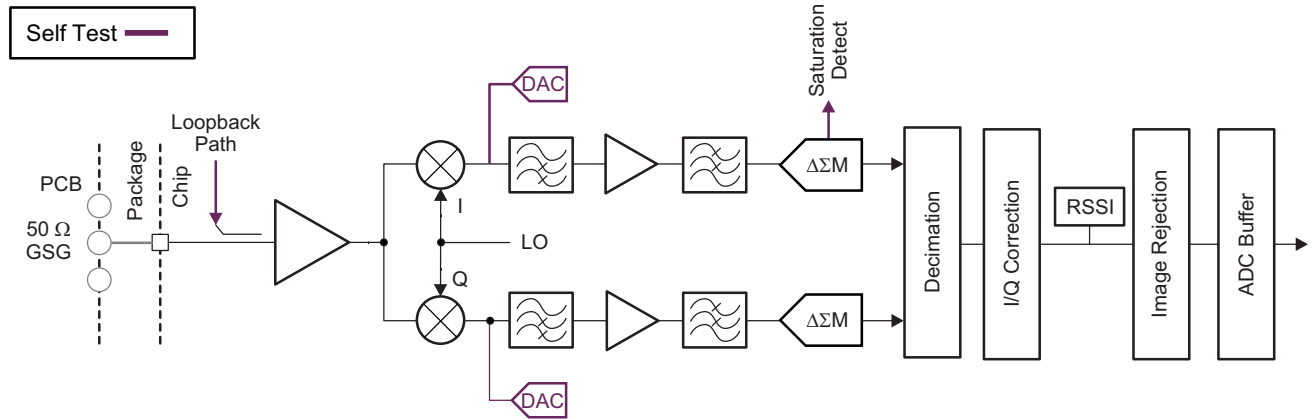 Self Test
Saturation
Detect
DAC
Loopback
Path
PCB
Package
Chip
50 Ω
GSG
I
LO
Q
ΔΣM
ΔΣM
DAC
Decimation
I/Q Correction
RSSI
Image Rejection
ADC Buffer